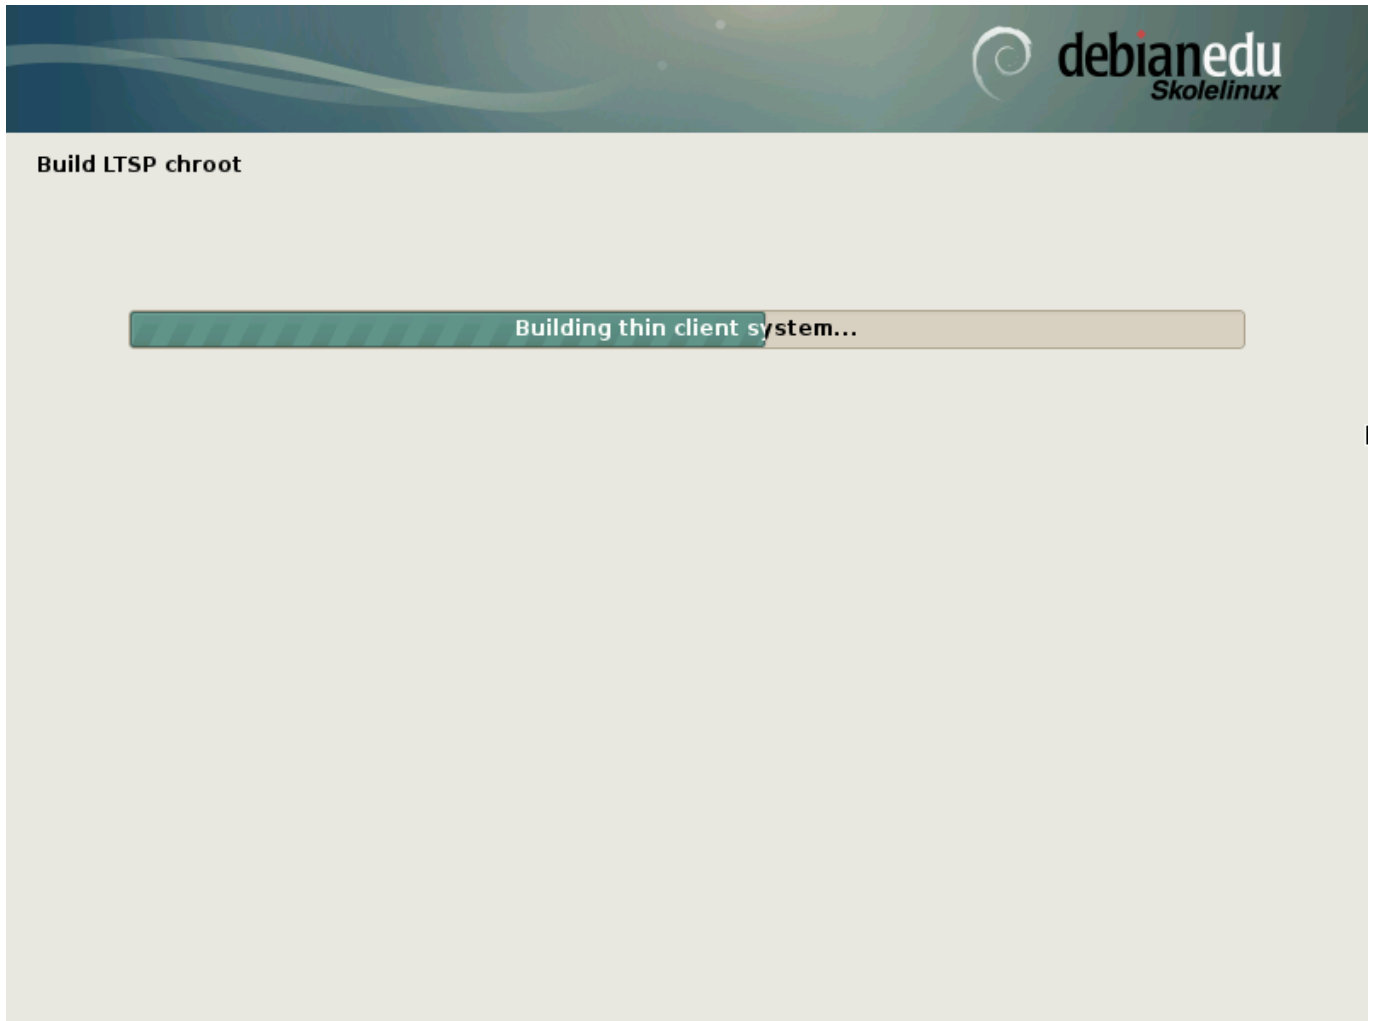 debianedu
Skolelinux
Build LTSP chroot
Building thin client system...